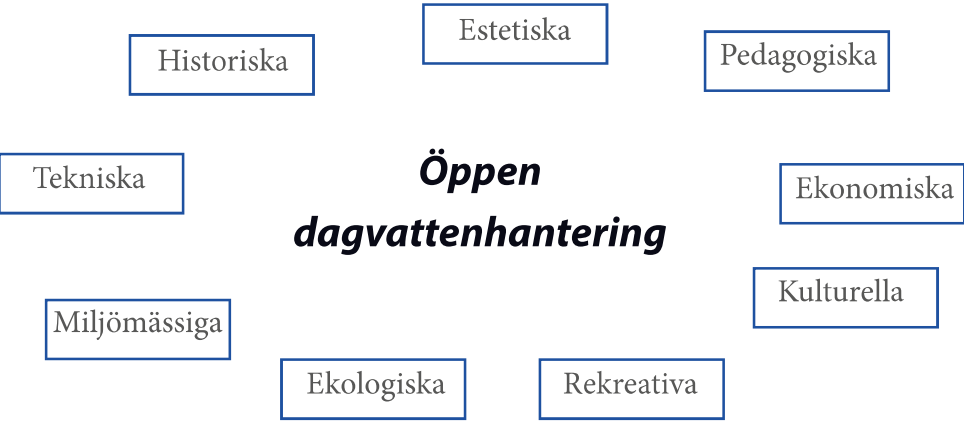 Estetiska
Historiska
Pedagogiska
Tekniska
Öppen
dagvattenhantering
Ekonomiska
Kulturella
Miljömässiga
Ekologiska
Rekreativa